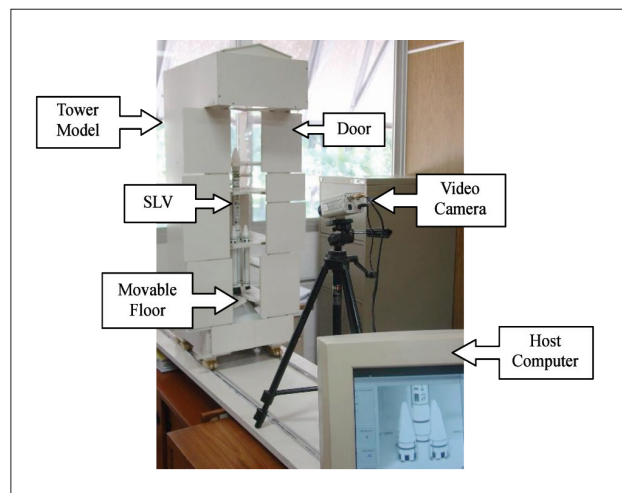 Tower
Model
Door
SLV
Video
Camera
Movable
Floor
Host
Computer